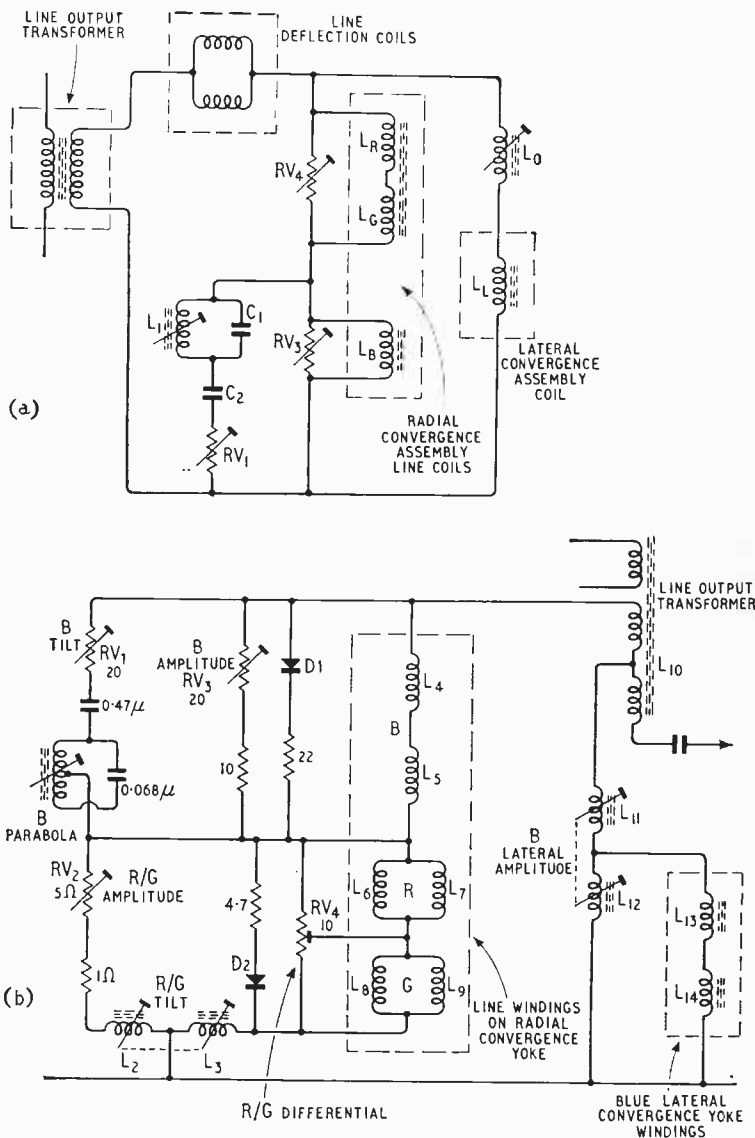 LINE OUTPUT
TRANSFORMER
LINE
DEFLECTION COILS
RV4
LR
LG
L0
L1
C1
RV3
LB
LL
LATERAL
CONVERGENCE
ASSEMBLY
COIL
C2
RV1
(a)
RADIAL
CONVERGENCE
ASSEMBLY
LINE COILS
LINE OUTPUT
TRANSFORMER
B
TILT
RV1
20
B
AMPLITUDE
RV3
20
D1
L4
L10
0·47μ
B
10
22
L5
0·068μ
B
PARABOLA
L11
B
LATERAL
AMPLITUDE
RV2
5Ω
R/G
AMPLITUDE
L6
R
L7
L12
4·7
RV4
10
L13
1Ω
R/G
TILT
D2
L8
G
L9
L14
(b)
L2
L3
LINE WINDINGS
ON RADIAL
CONVERGENCE
YOKE
R/G DIFFERENTIAL
BLUE LATERAL
CONVERGENCE YOKE
WINDINGS